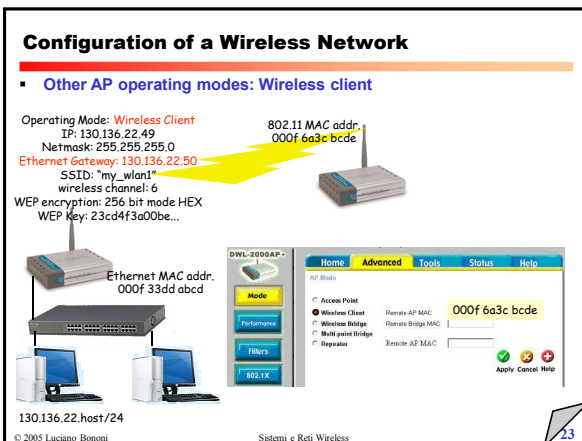 Configuration of a Wireless Network
▪ Other AP operating modes: Wireless client
Operating Mode: Wireless Client
IP: 130.136.22.49
Netmask: 255.255.255.0
Ethernet Gateway: 130.136.22.50
SSID: "my_wlan1"
wireless channel: 6
WEP encryption: 256 bit mode HEX
WEP Key: 23cd4f3a00be...
802.11 MAC addr.
000f 6a3c bcde
Ethernet MAC addr.
000f 33dd abcd
130.136.22.host/24
DWL-2000AP+
Mode
Performance
Filters
802.1X
Home Advanced Tools Status Help
AP Mode
Access Point
Wireless Client Remote AP MAC 000f 6a3c bcde
Wireless Bridge Remote Bridge MAC
Multi point Bridge
Repeater Remote AP MAC
Apply Cancel Help
© 2005 Luciano Bononi Sistemi e Reti Wireless 23